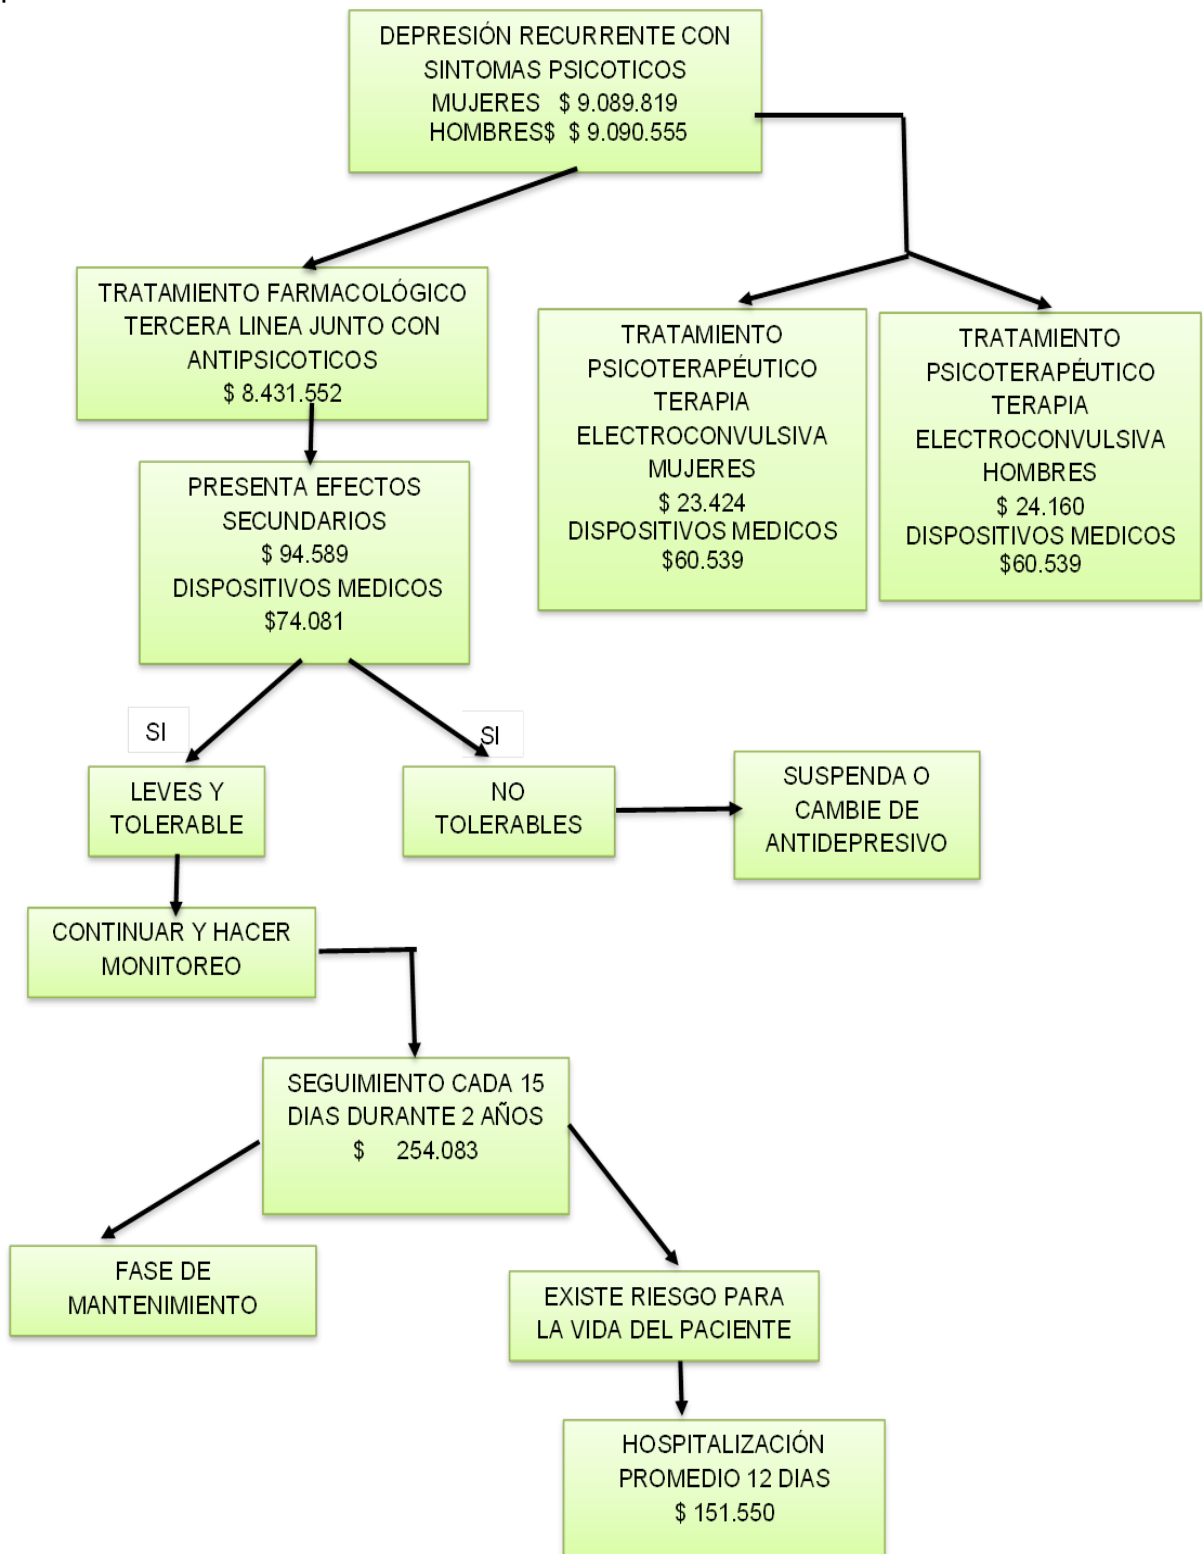 DEPRESIÓN RECURRENTE CON
SINTOMAS PSICOTICOS
MUJERES $ 9.089.819
HOMBRES$ $ 9.090.555
TRATAMIENTO FARMACOLÓGICO
TERCERA LINEA JUNTO CON
ANTIPSICOTICOS
$ 8.431.552
TRATAMIENTO
PSICOTERAPÉUTICO
TERAPIA
ELECTROCONVULSIVA
MUJERES
$ 23.424
DISPOSITIVOS MEDICOS
$60.539
TRATAMIENTO
PSICOTERAPÉUTICO
TERAPIA
ELECTROCONVULSIVA
HOMBRES
$ 24.160
DISPOSITIVOS MEDICOS
$60.539
PRESENTA EFECTOS
SECUNDARIOS
$ 94.589
DISPOSITIVOS MEDICOS
$74.081
SI
SI
LEVES Y
TOLERABLE
NO
TOLERABLES
SUSPENDA O
CAMBIE DE
ANTIDEPRESIVO
CONTINUAR Y HACER
MONITOREO
SEGUIMIENTO CADA 15
DIAS DURANTE 2 AÑOS
$ 254.083
FASE DE
MANTENIMIENTO
EXISTE RIESGO PARA
LA VIDA DEL PACIENTE
HOSPITALIZACIÓN
PROMEDIO 12 DIAS
$ 151.550